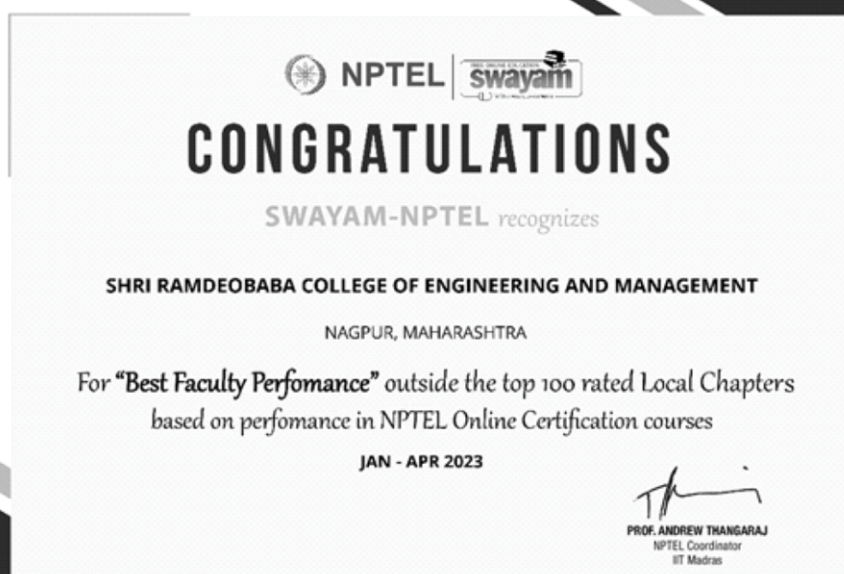 NPTEL swayam
CONGRATULATIONS
SWAYAM-NPTEL recognizes
SHRI RAMDEOBABA COLLEGE OF ENGINEERING AND MANAGEMENT
NAGPUR, MAHARASHTRA
For “Best Faculty Perfomance” outside the top 100 rated Local Chapters
based on perfomance in NPTEL Online Certification courses
JAN - APR 2023
PROF. ANDREW THANGARAJ
NPTEL Coordinator
IIT Madras